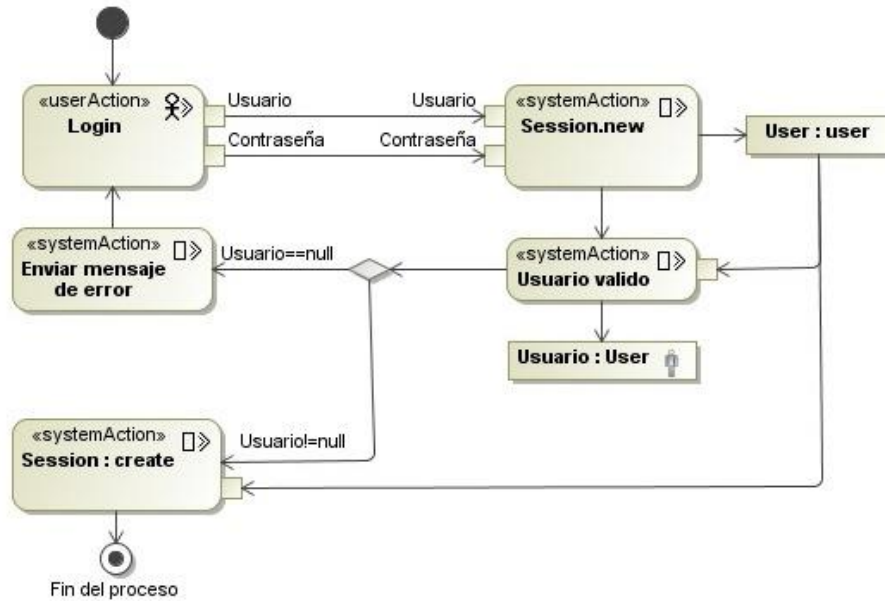 «userAction»
Login
Usuario
Usuario
Contraseña
Contraseña
«systemAction»
Session.new
User : user
«systemAction»
Enviar mensaje
de error
Usuario==null
«systemAction»
Usuario valido
Usuario : User
«systemAction»
Session : create
Usuario!=null
Fin del proceso